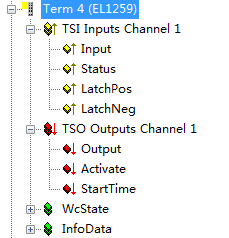 Term 4 (EL1259)
TSI Inputs Channel 1
Input
Status
LatchPos
LatchNeg
TSO Outputs Channel 1
Output
Activate
StartTime
WcState
InfoData